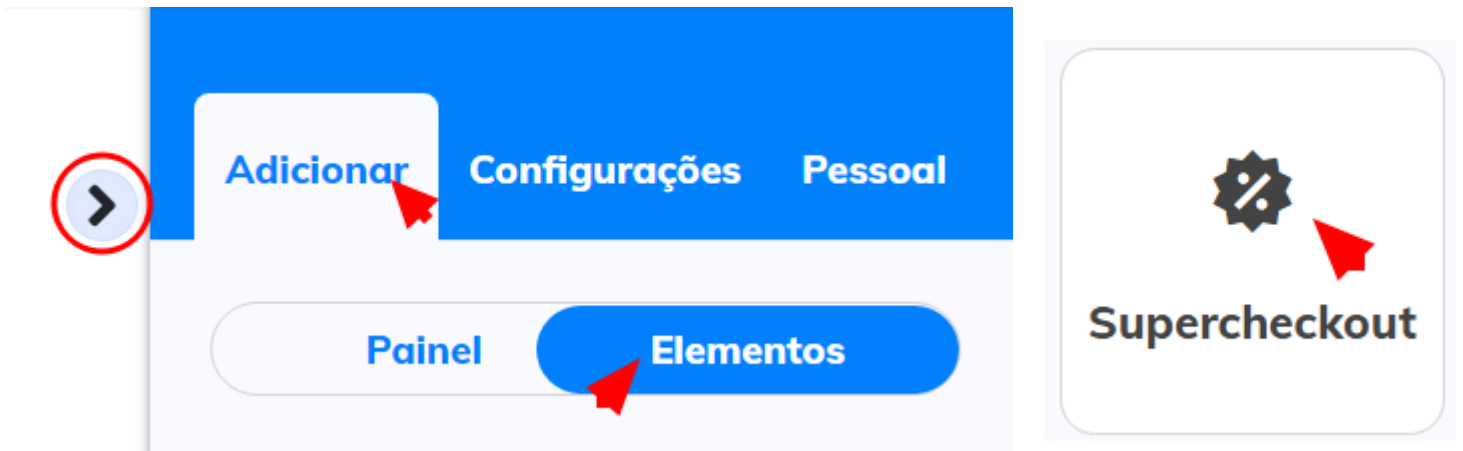 Adicionar Configurações Pessoal
Painel Elementos
Supercheckout